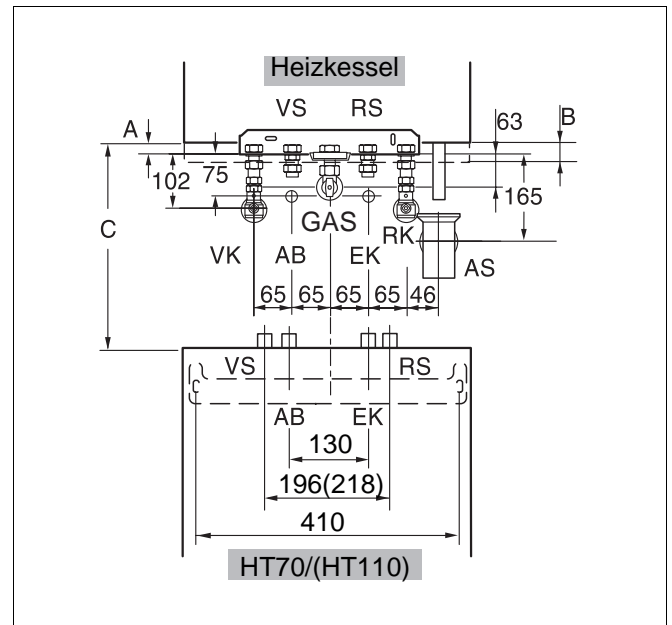 Heizkessel
VS RS
A
63
B
102
75
165
C
GAS
RK
VK AB EK AS
65 65 65 65 46
VS RS
AB EK
130
196(218)
410
HT70/(HT110)